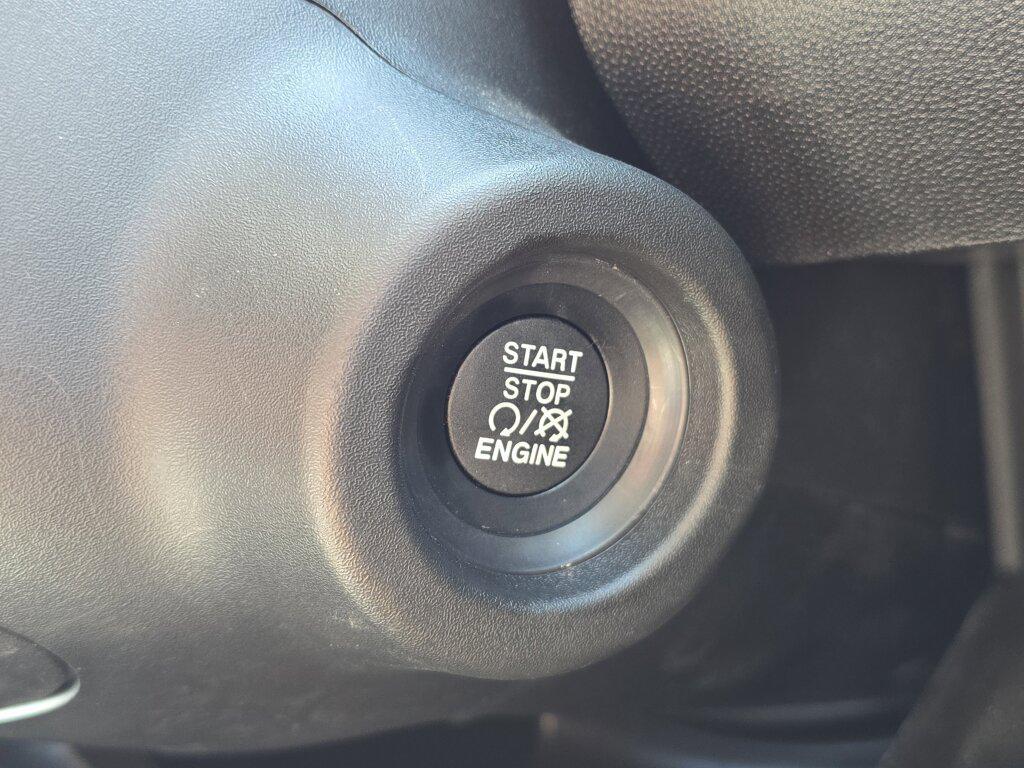 START
STOP
/
ENGINE